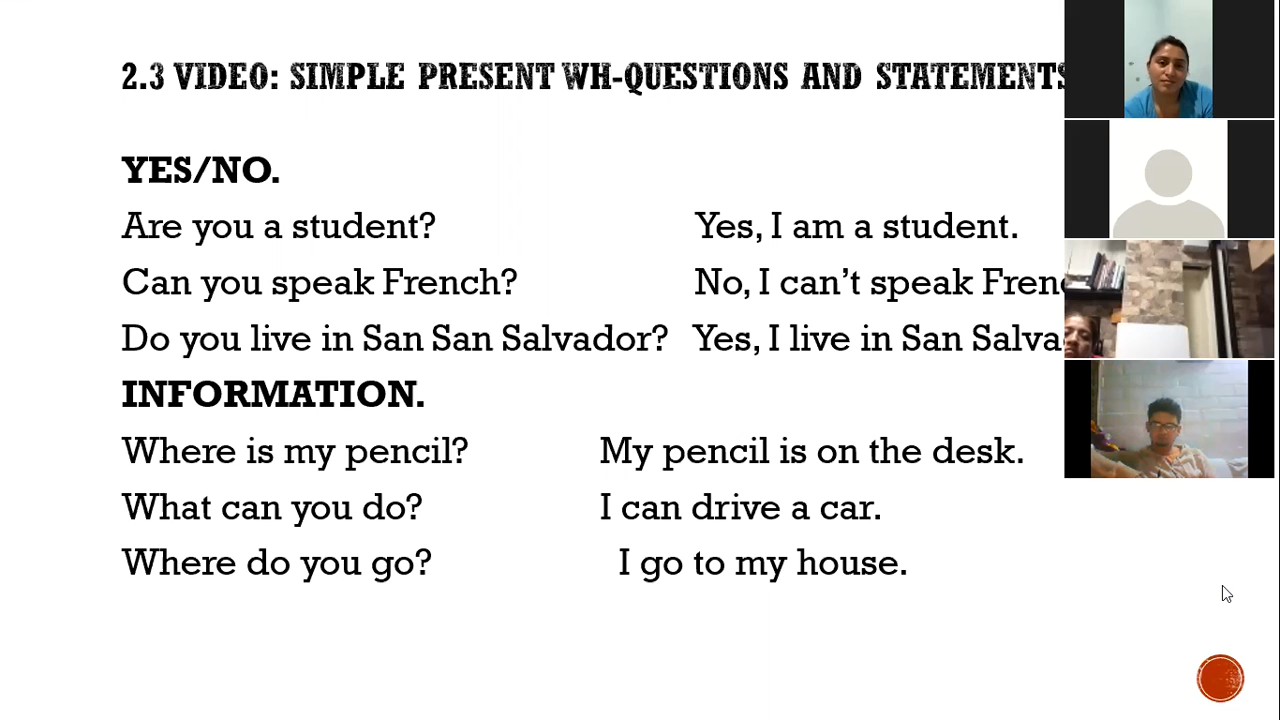 2.3 VIDEO: SIMPLE PRESENT WH-QUESTIONS AND STATEMENTS
YES/NO.
Are you a student? Yes, I am a student.
Can you speak French? No, I can't speak Frenc
Do you live in San San Salvador? Yes, I live in San Salva
INFORMATION.
Where is my pencil? My pencil is on the desk.
What can you do? I can drive a car.
Where do you go? I go to my house.